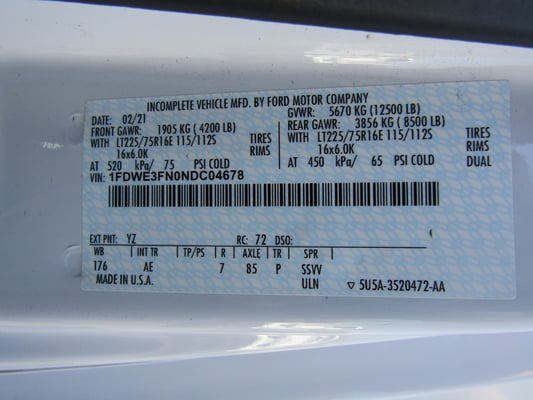 INCOMPLETE VEHICLE MFD. BY FORD MOTOR COMPANY
DATE: 02/21 GVWR: 5670 KG (12500 LB)
FRONT GAWR: 1905 KG ( 4200 LB) REAR GAWR: 3856 KG ( 8500 LB)
WITH LT225/75R16E 115/112S TIRES WITH LT225/75R16E 115/112S TIRES
16x6.0K RIMS 16x6.0K RIMS
AT 520 kPa/ 75 PSI COLD AT 450 kPa/ 65 PSI COLD DUAL
VIN: 1FDWE3FN0NDC04678
EXT PNT: YZ RC: 72 DSO:
WB INT TR TP/PS R AXLE TR SPR
176 AE 7 85 P SSVV
MADE IN U.S.A. ULN ▽ 5U5A-3520472-AA